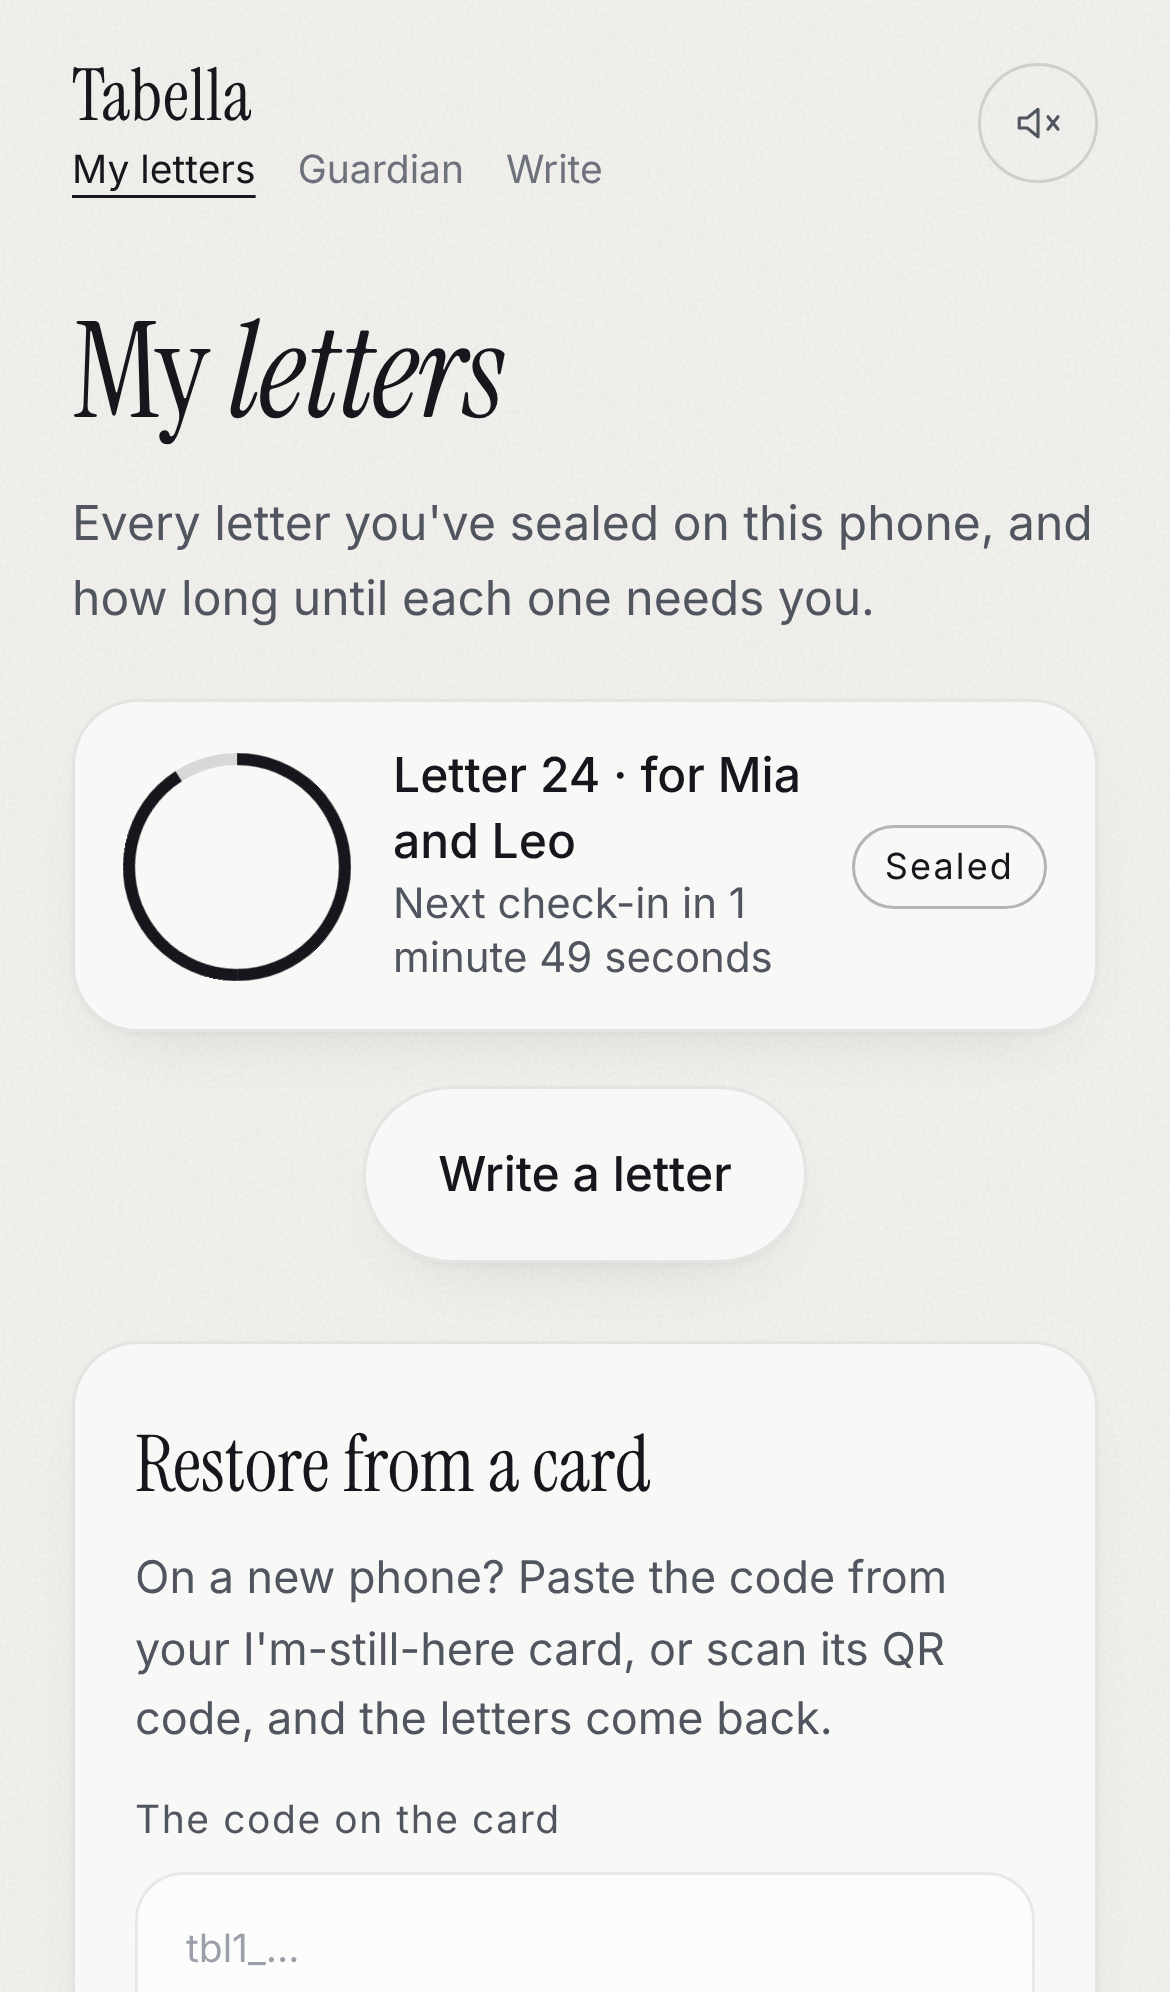 Tabella
My letters Guardian Write
My letters
Every letter you've sealed on this phone, and
how long until each one needs you.
Letter 24 · for Mia
and Leo
Next check-in in 1
minute 49 seconds
Sealed
Write a letter
Restore from a card
On a new phone? Paste the code from
your I'm-still-here card, or scan its QR
code, and the letters come back.
The code on the card
tbl1_...